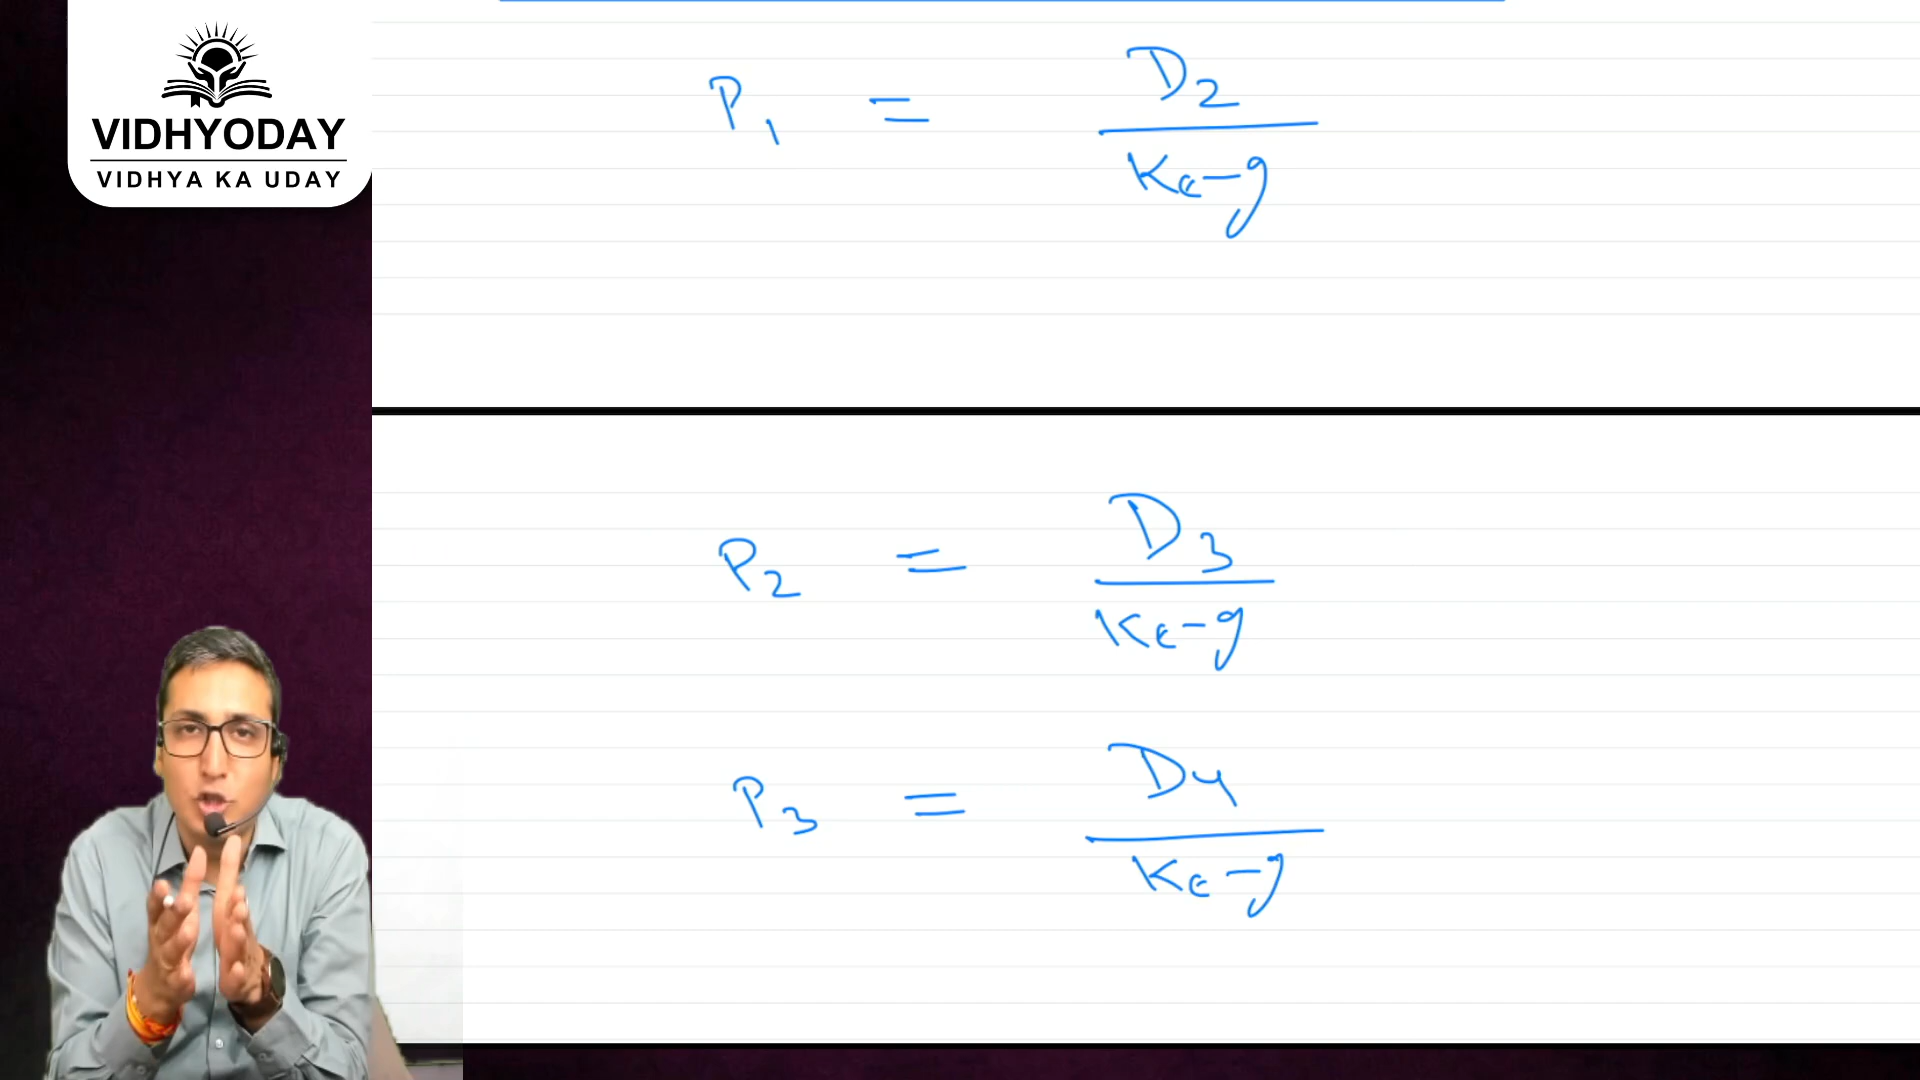 VIDHYODAY
VIDHYA KA UDAY
P₁ = D₂ / Ke-g
P₂ = D₃ / Ke-g
P₃ = D₄ / Ke-g